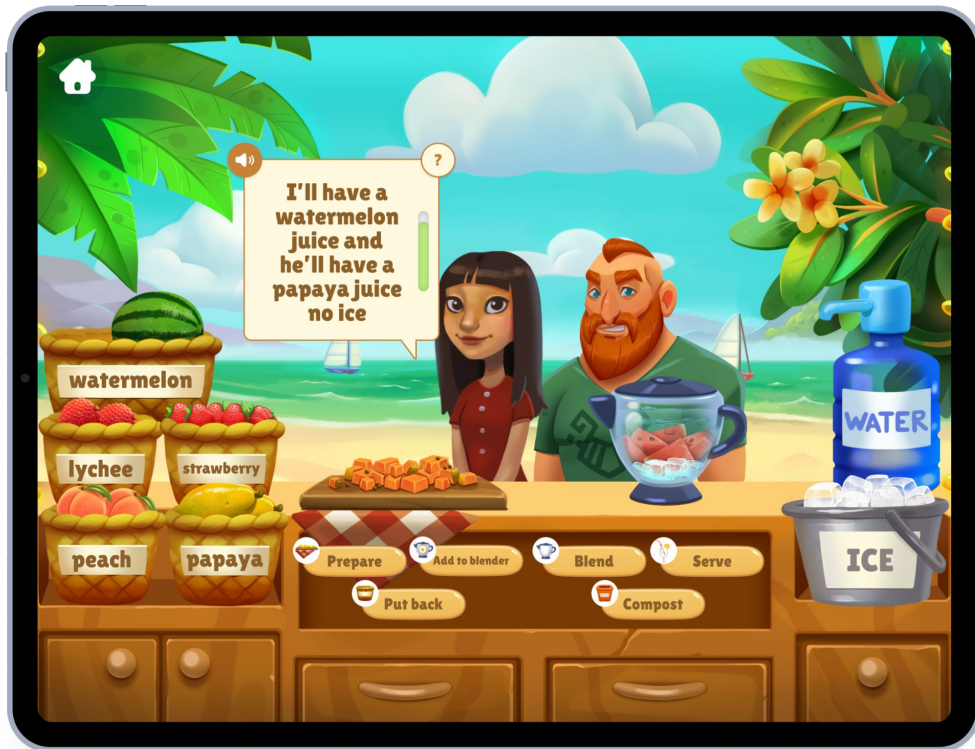 ?
I'll have a
watermelon
juice and
he'll have a
papaya juice
no ice
watermelon
lychee
strawberry
peach
papaya
WATER
ICE
Prepare
Add to blender
Blend
Serve
Put back
Compost